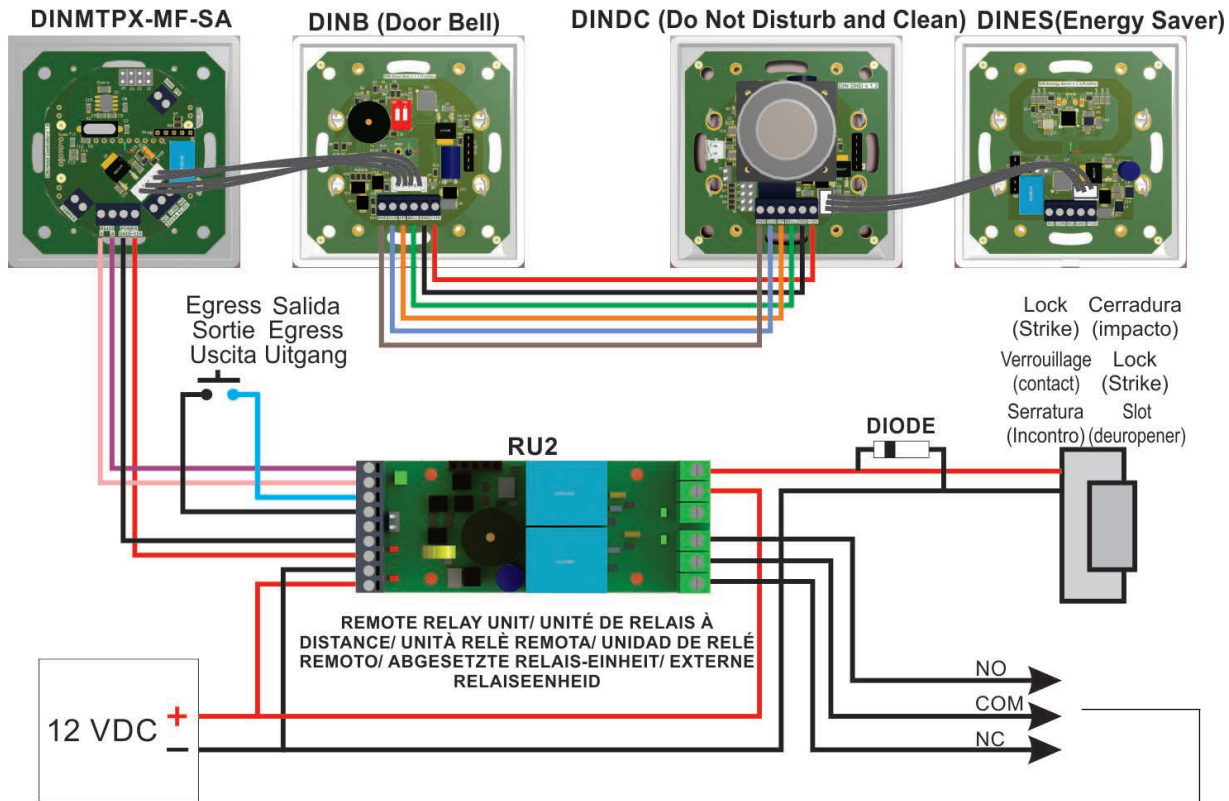 DINMTPX-MF-SA
DINB (Door Bell)
DINDC (Do Not Disturb and Clean)
DINES(Energy Saver)
Egress Salida
Sortie Egress
Uscita Uitgang
Lock Cerradura
(Strike) (impacto)
Verrouillage Lock
(contact) (Strike)
Serratura Slot
(Incontro) (deuropener)
DIODE
RU2
REMOTE RELAY UNIT/ UNITÉ DE RELAIS À
DISTANCE/ UNITÀ RELÈ REMOTA/ UNIDAD DE RELÉ
REMOTO/ ABGESETZTE RELAIS-EINHEIT/ EXTERNE
RELAISEENHEID
12 VDC + −
NO
COM
NC